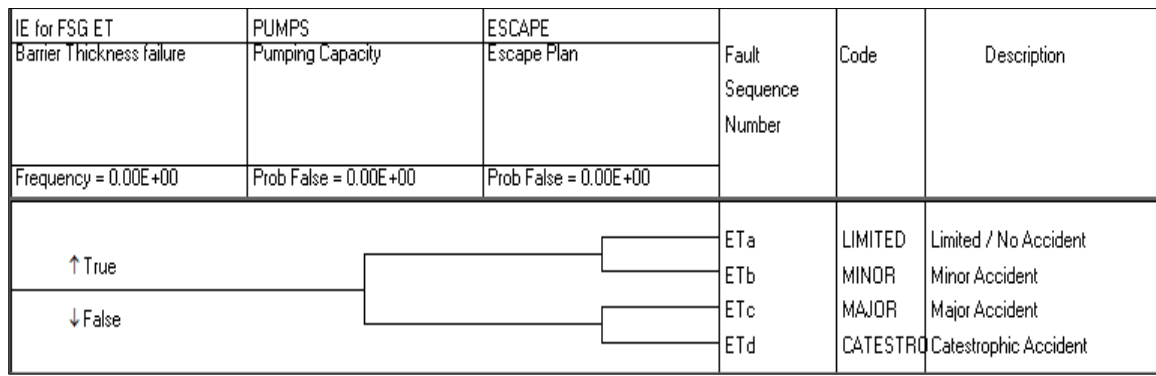 IE for FSG ET PUMPS ESCAPE
Barrier Thickness failure Pumping Capacity Escape Plan
Fault Sequence Number Code Description
Frequency = 0.00E+00 Prob False = 0.00E+00 Prob False = 0.00E+00
↑ True
↓ False
ETa LIMITED Limited / No Accident
ETb MINOR Minor Accident
ETc MAJOR Major Accident
ETd CATESTRO Catestrophic Accident